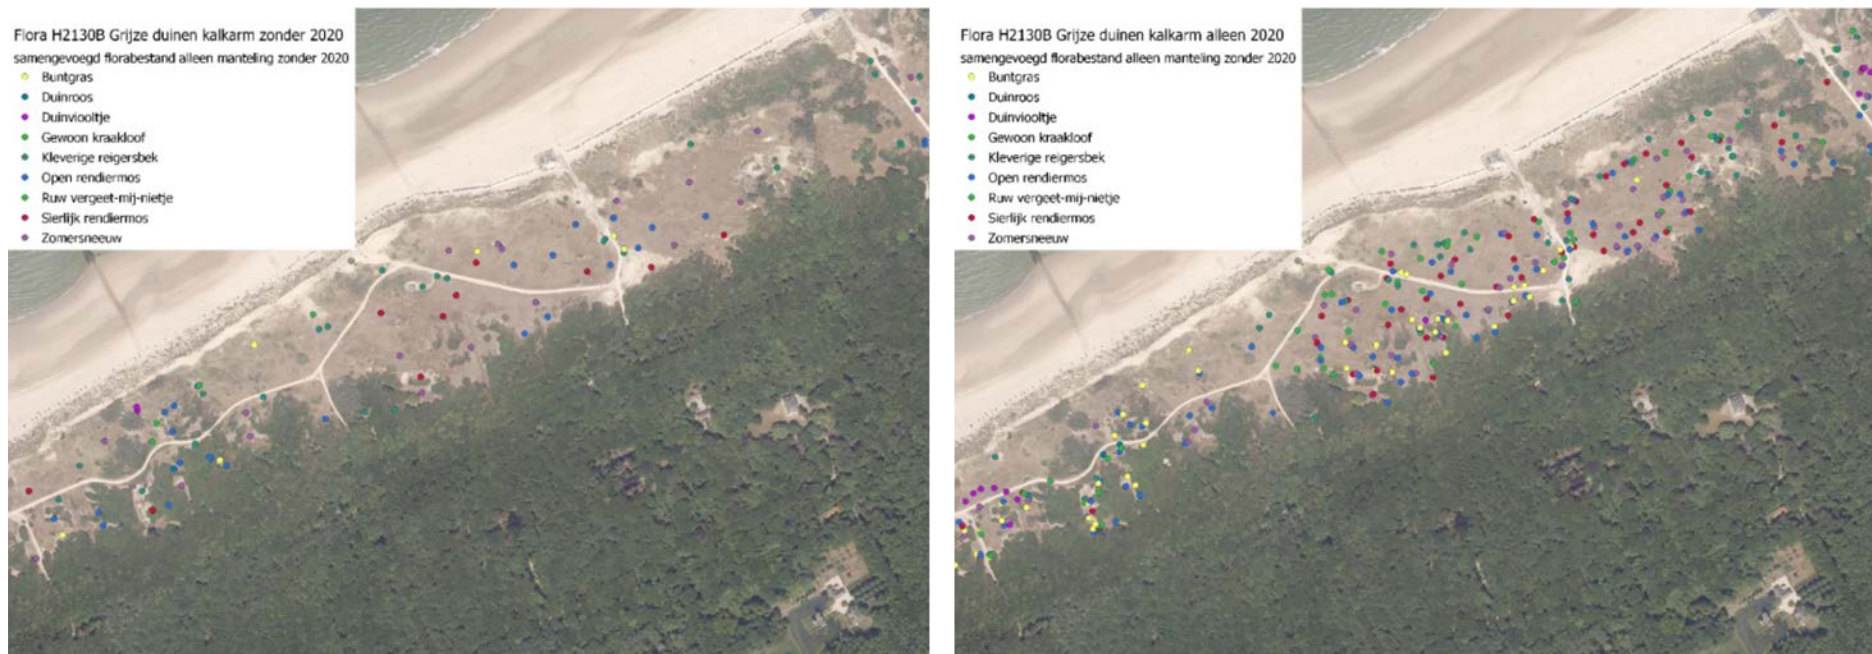 Flora H2130B Grijze duinen kalkarm zonder 2020
samengevoegd florabestand alleen manteling zonder 2020
Buntgras
Duinroos
Duinviooltje
Gewoon kraakloof
Kleverige reigersbek
Open rendiermos
Ruw vergeet-mij-nietje
Sierlijk rendiermos
Zomersneeuw
Flora H2130B Grijze duinen kalkarm alleen 2020
samengevoegd florabestand alleen manteling zonder 2020
Buntgras
Duinroos
Duinviooltje
Gewoon kraakloof
Kleverige reigersbek
Open rendiermos
Ruw vergeet-mij-nietje
Sierlijk rendiermos
Zomersneeuw